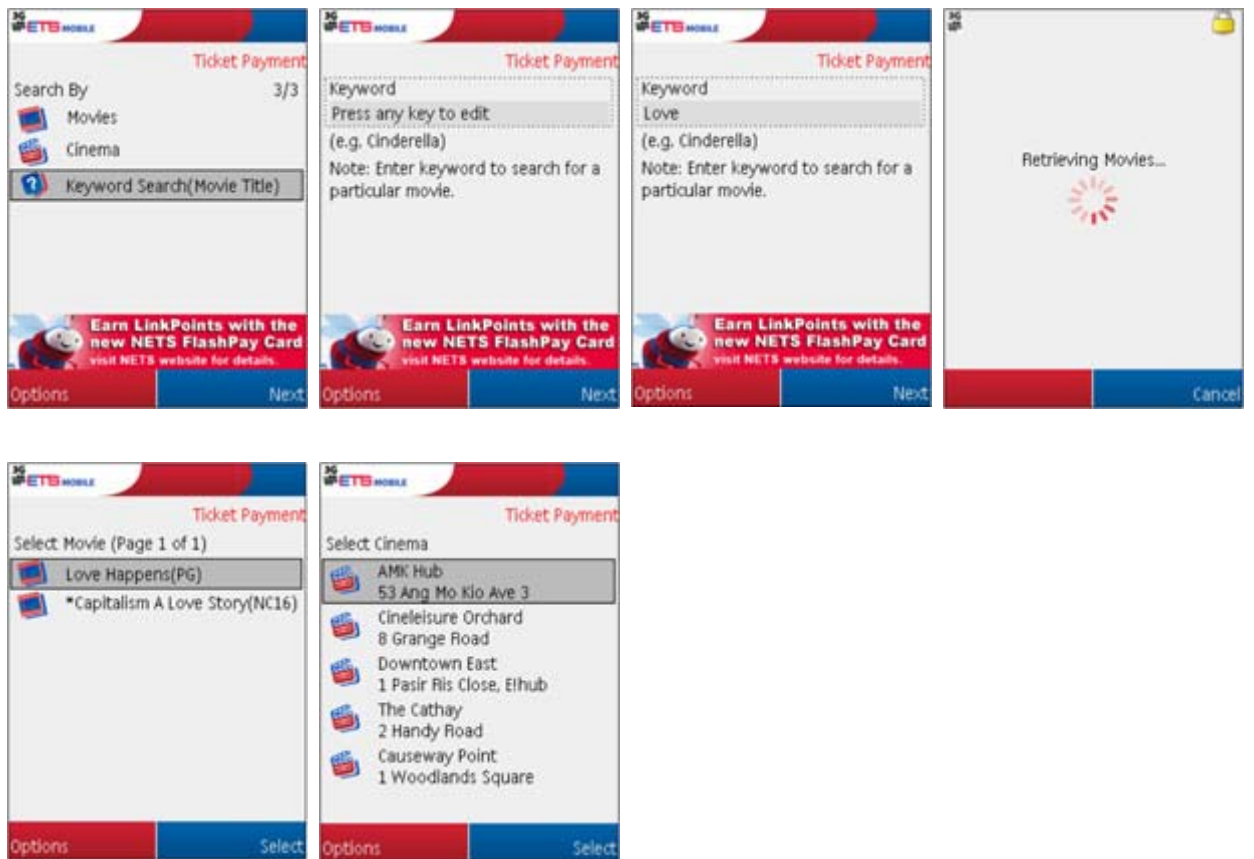 ETS MOBILE
Ticket Payment
Search By 3/3
Movies
Cinema
Keyword Search(Movie Title)
Earn LinkPoints with the
new NETS FlashPay Card
visit NETS website for details.
Options Next
ETS MOBILE
Ticket Payment
Keyword
Press any key to edit
(e.g. Cinderella)
Note: Enter keyword to search for a
particular movie.
Earn LinkPoints with the
new NETS FlashPay Card
visit NETS website for details.
Options Next
ETS MOBILE
Ticket Payment
Keyword
Love
(e.g. Cinderella)
Note: Enter keyword to search for a
particular movie.
Earn LinkPoints with the
new NETS FlashPay Card
visit NETS website for details.
Options Next
3G
Retrieving Movies...
Cancel
ETS MOBILE
Ticket Payment
Select Movie (Page 1 of 1)
Love Happens(PG)
*Capitalism A Love Story(NC16)
Options Select
ETS MOBILE
Ticket Payment
Select Cinema
AMK Hub
53 Ang Mo Kio Ave 3
Cineleisure Orchard
8 Grange Road
Downtown East
1 Pasir Ris Close, E!hub
The Cathay
2 Handy Road
Causeway Point
1 Woodlands Square
Options Select